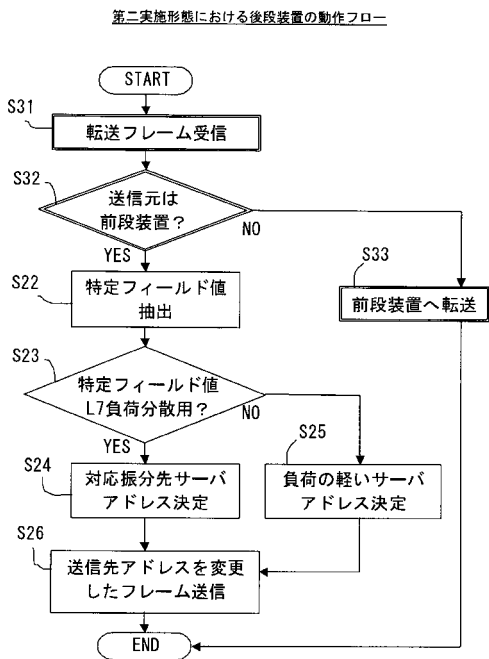 第二実施形態における後段装置の動作フロー
START
S31
転送フレーム受信
S32
送信元は
前段装置？
NO
YES
S33
前段装置へ転送
S22
特定フィールド値
抽出
S23
特定フィールド値
L7負荷分散用？
NO
YES
S24
対応振分先サーバ
アドレス決定
S25
負荷の軽いサーバ
アドレス決定
S26
送信先アドレスを変更
したフレーム送信
END